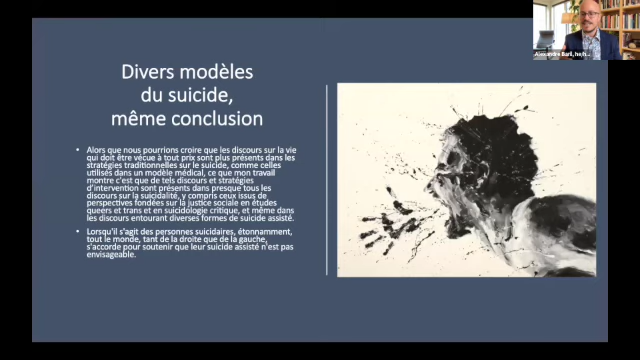 Divers modèles
du suicide,
même conclusion
• Alors que nous pourrions croire que les discours sur la vie
qui doit être vécue à tout prix sont plus présents dans les
stratégies traditionnelles sur le suicide, comme celles
utilisés dans un modèle médical, ce que mon travail
montre c'est que de tels discours et stratégies
d'intervention sont présents dans presque tous les
discours sur la suicidalité, y compris ceux issus de
perspectives fondées sur la justice sociale en études
queers et trans et en suicidologie critique, et même dans
les discours entourant diverses formes de suicide assisté.
• Lorsqu'il s'agit des personnes suicidaires, étonnamment,
tout le monde, tant de la droite que de la gauche,
s'accorde pour soutenir que leur suicide assisté n'est pas
envisageable.
Alexandre Baril, he/h...